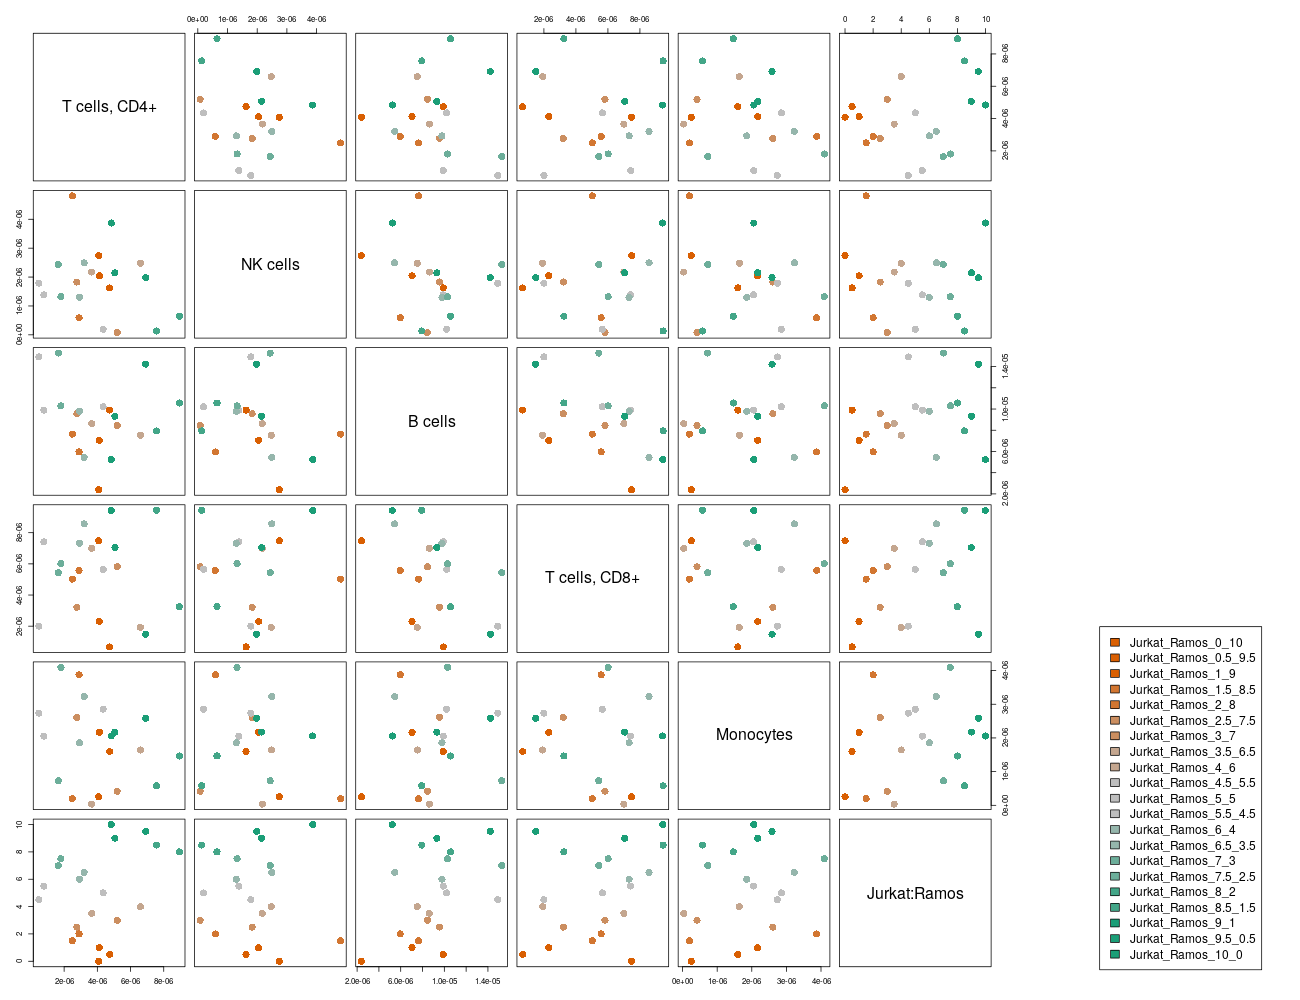 0e+00 2e-06 4e-06
2e-06 4e-06 6e-06 8e-06
0 2 4 6 8 10
T cells, CD4+
2e-06 4e-06 6e-06 8e-06
0e+00 1e-06 2e-06 3e-06 4e-06
NK cells
B cells
2.0e-06 6.0e-06 1.0e-05 1.4e-05
2e-06 4e-06 6e-06 8e-06
T cells, CD8+
Monocytes
0e+00 1e-06 2e-06 3e-06 4e-06
0 2 4 6 8 10
Jurkat:Ramos
2e-06 4e-06 6e-06 8e-06
2.0e-06 6.0e-06 1.0e-05 1.4e-05
0e+00 1e-06 2e-06 3e-06 4e-06
Jurkat_Ramos_0_10
Jurkat_Ramos_0.5_9.5
Jurkat_Ramos_1_9
Jurkat_Ramos_1.5_8.5
Jurkat_Ramos_2_8
Jurkat_Ramos_2.5_7.5
Jurkat_Ramos_3_7
Jurkat_Ramos_3.5_6.5
Jurkat_Ramos_4_6
Jurkat_Ramos_4.5_5.5
Jurkat_Ramos_5_5
Jurkat_Ramos_5.5_4.5
Jurkat_Ramos_6_4
Jurkat_Ramos_6.5_3.5
Jurkat_Ramos_7_3
Jurkat_Ramos_7.5_2.5
Jurkat_Ramos_8_2
Jurkat_Ramos_8.5_1.5
Jurkat_Ramos_9_1
Jurkat_Ramos_9.5_0.5
Jurkat_Ramos_10_0